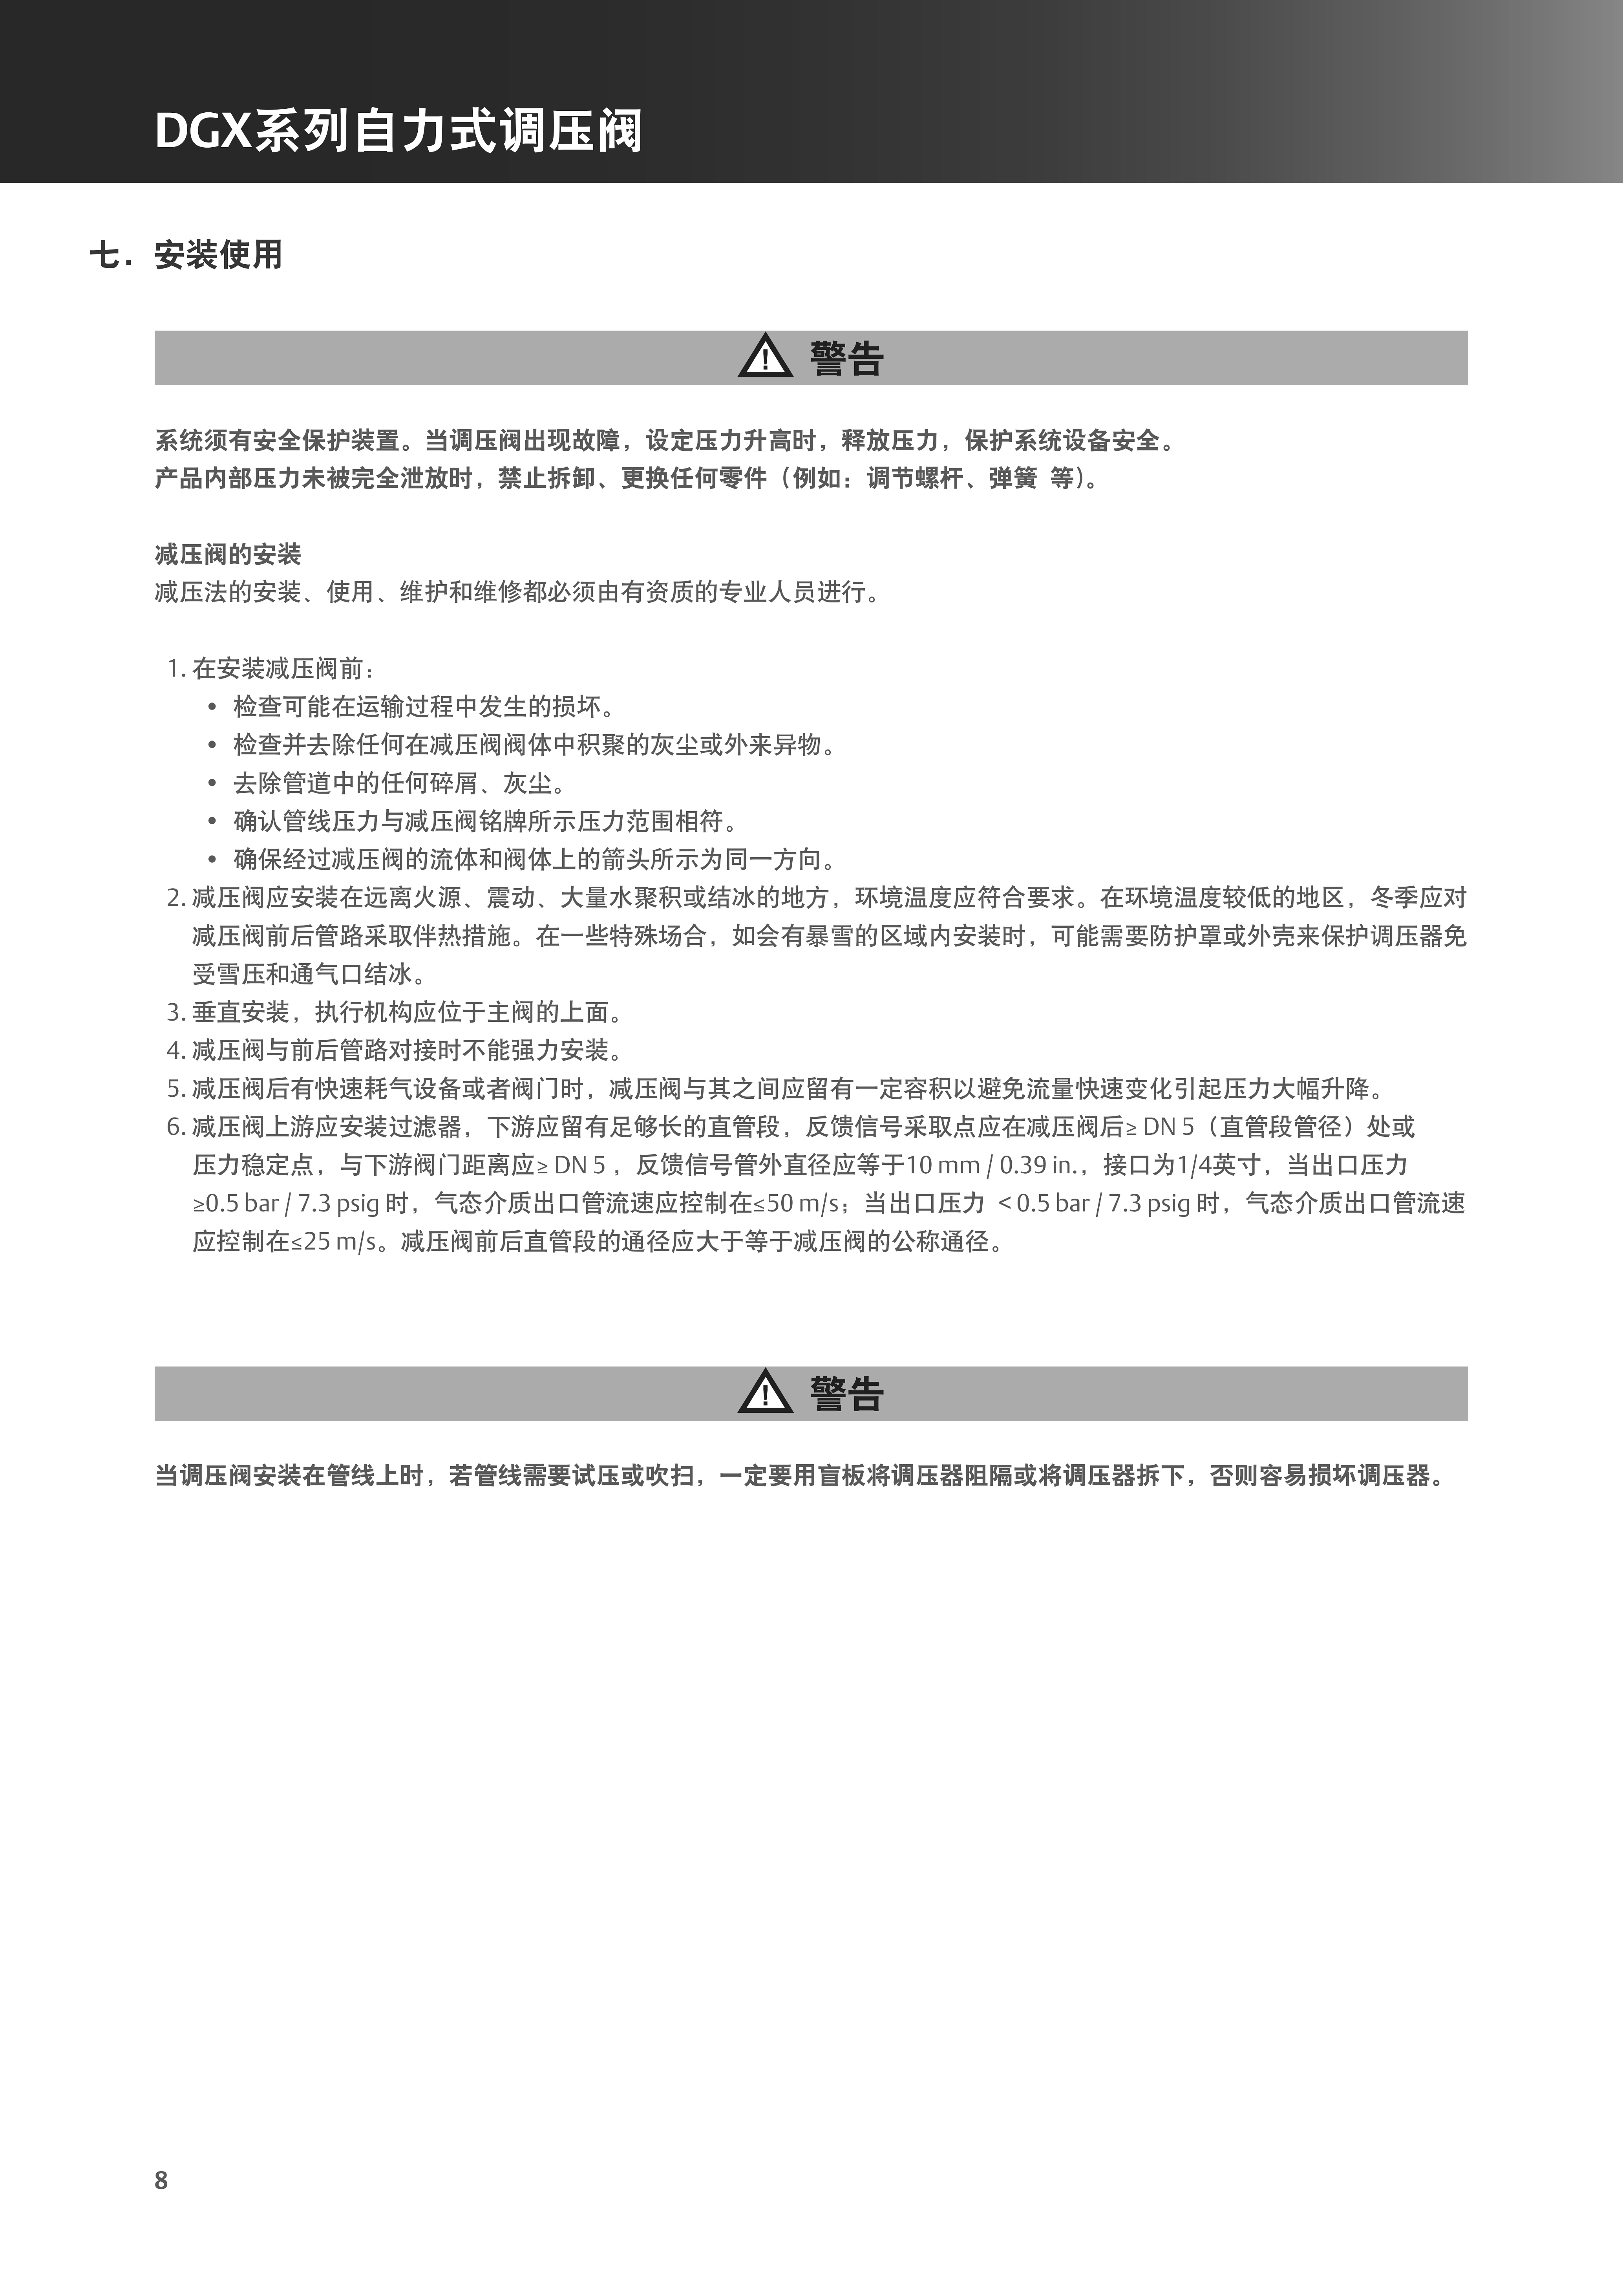 DGX系列自力式调压阀
七．安装使用
! 警告
系统须有安全保护装置。当调压阀出现故障，设定压力升高时，释放压力，保护系统设备安全。
产品内部压力未被完全泄放时，禁止拆卸、更换任何零件（例如：调节螺杆、弹簧 等）。
减压阀的安装
减压法的安装、使用、维护和维修都必须由有资质的专业人员进行。
1. 在安装减压阀前：
• 检查可能在运输过程中发生的损坏。
• 检查并去除任何在减压阀阀体中积聚的灰尘或外来异物。
• 去除管道中的任何碎屑、灰尘。
• 确认管线压力与减压阀铭牌所示压力范围相符。
• 确保经过减压阀的流体和阀体上的箭头所示为同一方向。
2. 减压阀应安装在远离火源、震动、大量水聚积或结冰的地方，环境温度应符合要求。在环境温度较低的地区，冬季应对
减压阀前后管路采取伴热措施。在一些特殊场合，如会有暴雪的区域内安装时，可能需要防护罩或外壳来保护调压器免
受雪压和通气口结冰。
3. 垂直安装，执行机构应位于主阀的上面。
4. 减压阀与前后管路对接时不能强力安装。
5. 减压阀后有快速耗气设备或者阀门时，减压阀与其之间应留有一定容积以避免流量快速变化引起压力大幅升降。
6. 减压阀上游应安装过滤器，下游应留有足够长的直管段，反馈信号采取点应在减压阀后≥ DN 5（直管段管径）处或
压力稳定点，与下游阀门距离应≥ DN 5 ，反馈信号管外直径应等于10 mm / 0.39 in.，接口为1/4英寸，当出口压力
≥0.5 bar / 7.3 psig 时，气态介质出口管流速应控制在≤50 m/s；当出口压力 ＜0.5 bar / 7.3 psig 时，气态介质出口管流速
应控制在≤25 m/s。减压阀前后直管段的通径应大于等于减压阀的公称通径。
! 警告
当调压阀安装在管线上时，若管线需要试压或吹扫，一定要用盲板将调压器阻隔或将调压器拆下，否则容易损坏调压器。
8